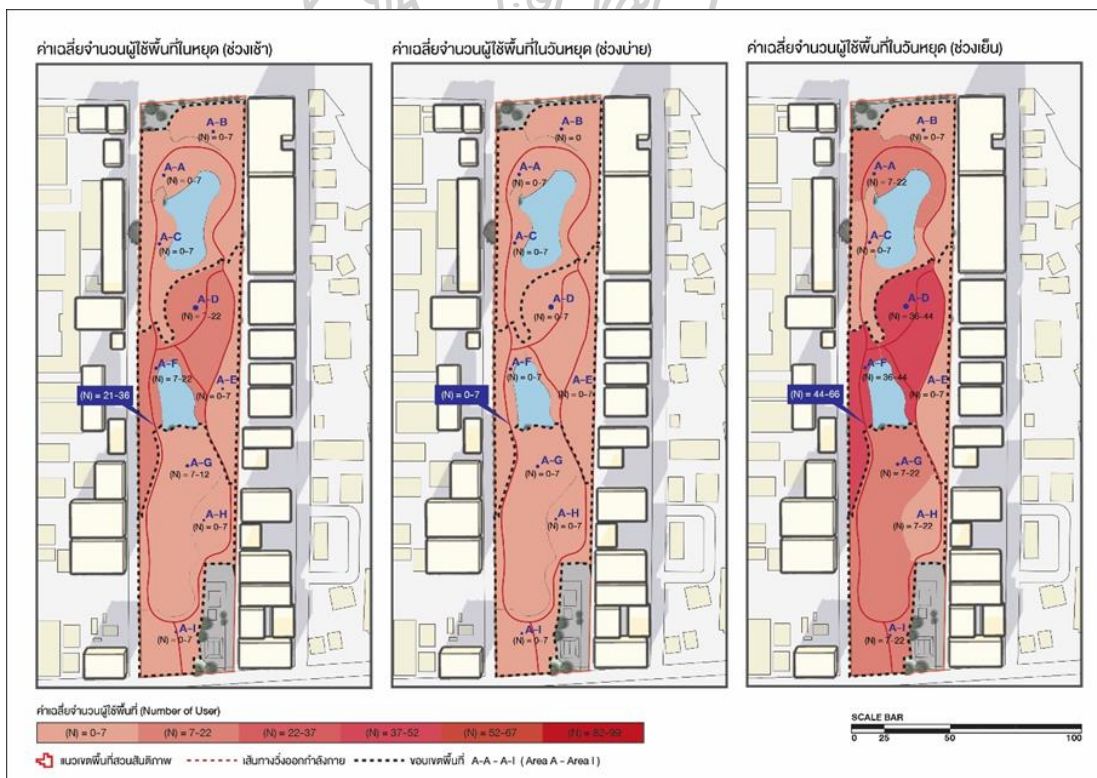 ค่าเฉลี่ยจำนวนผู้ใช้พื้นที่ในหยุด (ช่วงเช้า)
A-B
(N) = 0-7
A-A
(N) = 0-7
A-C
(N) = 0-7
A-D
(N) = 7-22
A-F
(N) = 7-22
A-E
(N) = 0-7
(N) = 21-36
A-G
(N) = 7-12
A-H
(N) = 0-7
A-I
(N) = 0-7
ค่าเฉลี่ยจำนวนผู้ใช้พื้นที่ในวันหยุด (ช่วงบ่าย)
A-B
(N) = 0
A-A
(N) = 0-7
A-C
(N) = 0-7
A-D
(N) = 0-7
A-F
(N) = 0-7
A-E
(N) = 0-7
(N) = 0-7
A-G
(N) = 0-7
A-H
(N) = 0-7
A-I
(N) = 0-7
ค่าเฉลี่ยจำนวนผู้ใช้พื้นที่ในวันหยุด (ช่วงเย็น)
A-B
(N) = 0-7
A-A
(N) = 7-22
A-C
(N) = 0-7
A-D
(N) = 36-44
A-F
(N) = 36-44
A-E
(N) = 0-7
(N) = 44-66
A-G
(N) = 7-22
A-H
(N) = 7-22
A-I
(N) = 7-22
ค่าเฉลี่ยจำนวนผู้ใช้พื้นที่ (Number of User)
(N) = 0-7 (N) = 7-22 (N) = 22-37 (N) = 37-52 (N) = 52-67 (N) = 82-99
แนวเขตพื้นที่สวนสันติภาพ เส้นทางวิ่งออกกำลังกาย ขอบเขตพื้นที่ A-A - A-I ( Area A - Area I )
SCALE BAR
0 25 50 100